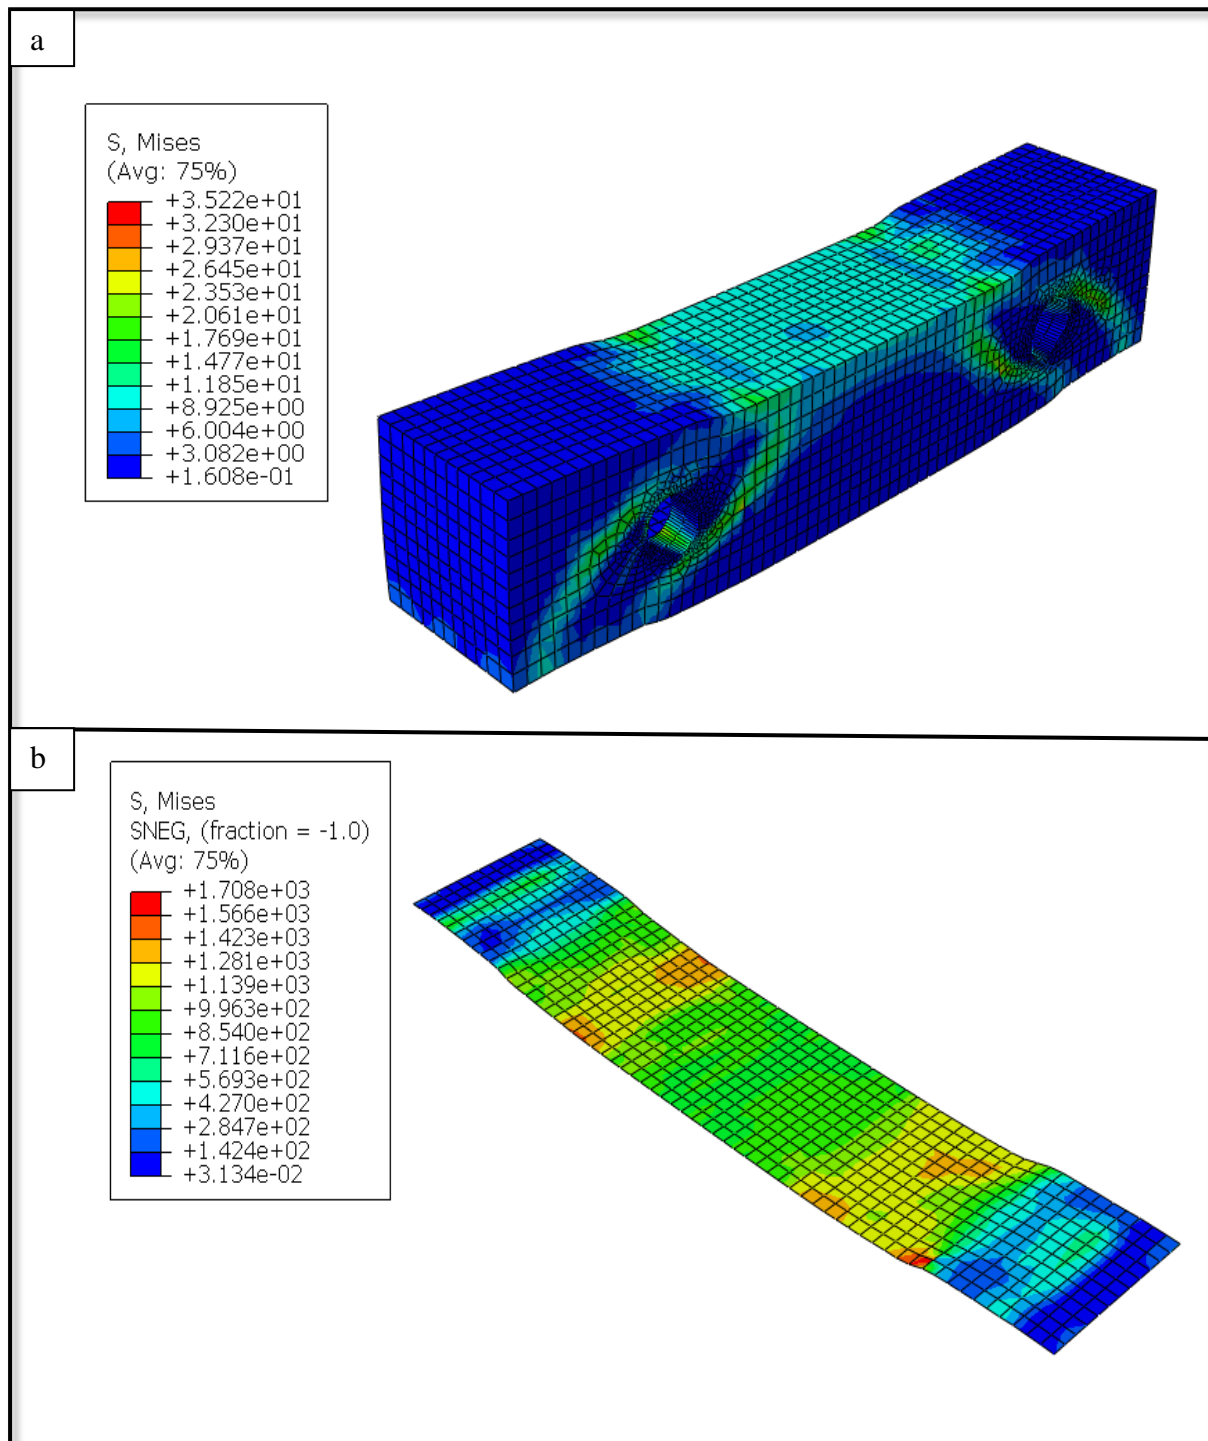 a
S, Mises
(Avg: 75%)
+3.522e+01
+3.230e+01
+2.937e+01
+2.645e+01
+2.353e+01
+2.061e+01
+1.769e+01
+1.477e+01
+1.185e+01
+8.925e+00
+6.004e+00
+3.082e+00
+1.608e-01
b
S, Mises
SNEG, (fraction = -1.0)
(Avg: 75%)
+1.708e+03
+1.566e+03
+1.423e+03
+1.281e+03
+1.139e+03
+9.963e+02
+8.540e+02
+7.116e+02
+5.693e+02
+4.270e+02
+2.847e+02
+1.424e+02
+3.134e-02